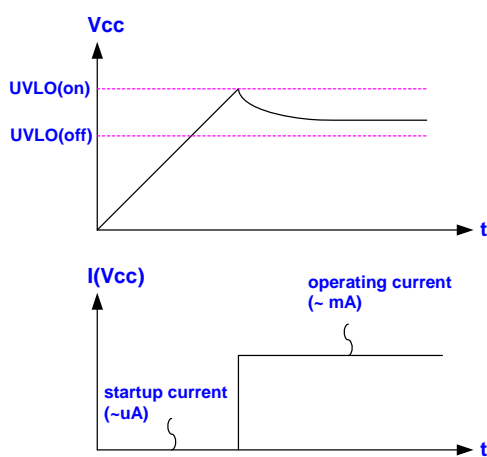 Vcc
UVLO(on)
UVLO(off)
t
I(Vcc)
operating current
(~ mA)
startup current
(~uA)
t